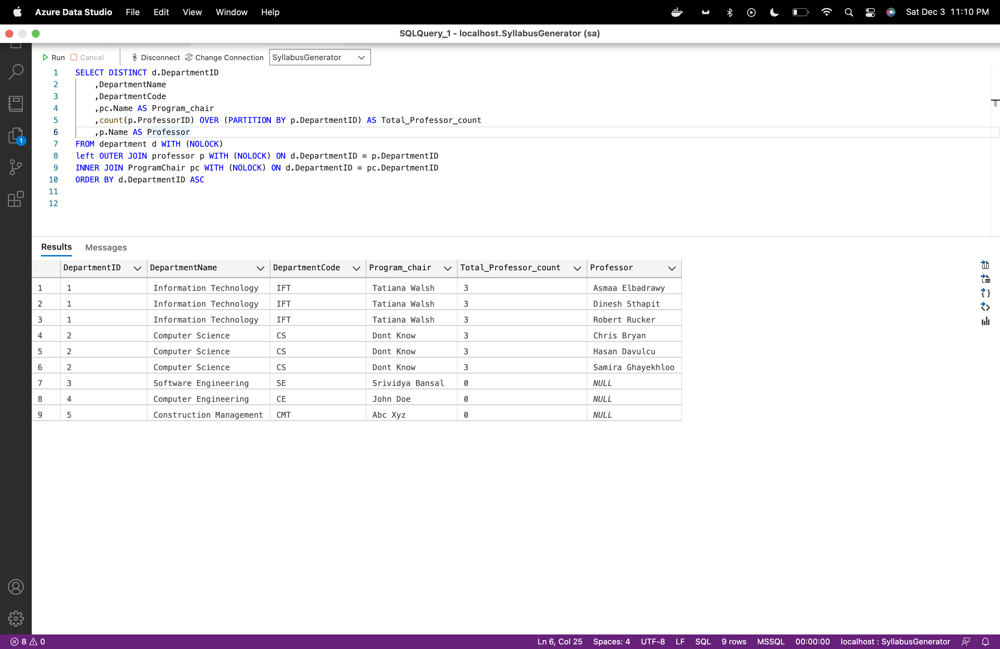 Azure Data Studio File Edit View Window Help Sat Dec 3 11:10 PM
SQLQuery_1 - localhost.SyllabusGenerator (sa)
Run Cancel Disconnect Change Connection SyllabusGenerator
1 SELECT DISTINCT d.DepartmentID
2 ,DepartmentName
3 ,DepartmentCode
4 ,pc.Name AS Program_chair
5 ,count(p.ProfessorID) OVER (PARTITION BY p.DepartmentID) AS Total_Professor_count
6 ,p.Name AS Professor
7 FROM department d WITH (NOLOCK)
8 left OUTER JOIN professor p WITH (NOLOCK) ON d.DepartmentID = p.DepartmentID
9 INNER JOIN ProgramChair pc WITH (NOLOCK) ON d.DepartmentID = pc.DepartmentID
10 ORDER BY d.DepartmentID ASC
11
12
1
Results Messages
DepartmentID DepartmentName DepartmentCode Program_chair Total_Professor_count Professor
1 1 Information Technology IFT Tatiana Walsh 3 Asmaa Elbadrawy
2 1 Information Technology IFT Tatiana Walsh 3 Dinesh Sthapit
3 1 Information Technology IFT Tatiana Walsh 3 Robert Rucker
4 2 Computer Science CS Dont Know 3 Chris Bryan
5 2 Computer Science CS Dont Know 3 Hasan Davulcu
6 2 Computer Science CS Dont Know 3 Samira Ghayekhloo
7 3 Software Engineering SE Srividya Bansal 0 NULL
8 4 Computer Engineering CE John Doe 0 NULL
9 5 Construction Management CMT Abc Xyz 0 NULL
8 0 Ln 6, Col 25 Spaces: 4 UTF-8 LF SQL 9 rows MSSQL 00:00:00 localhost : SyllabusGenerator